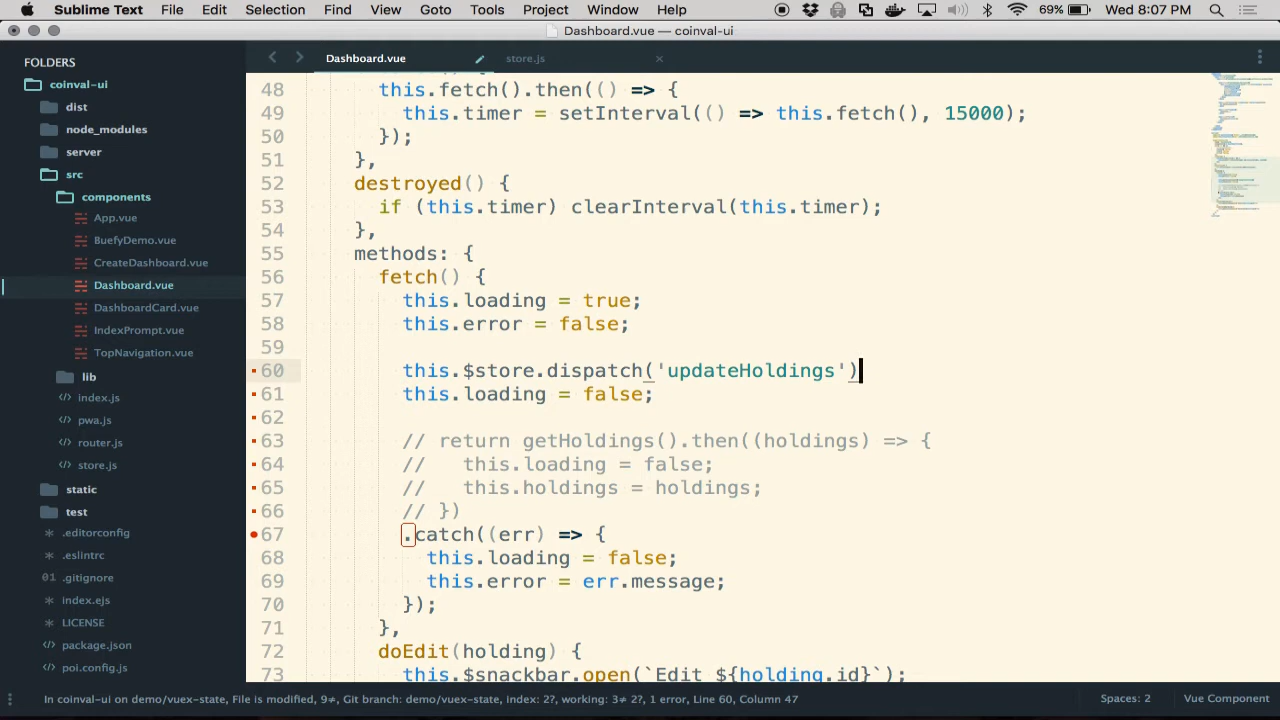 Sublime Text File Edit Selection Find View Goto Tools Project Window Help 69% Wed 8:07 PM
Dashboard.vue — coinval-ui
FOLDERS
coinval-ui
dist
node_modules
server
src
components
App.vue
BuefyDemo.vue
CreateDashboard.vue
Dashboard.vue
DashboardCard.vue
IndexPrompt.vue
TopNavigation.vue
lib
index.js
pwa.js
router.js
store.js
static
test
.editorconfig
.eslintrc
.gitignore
index.ejs
LICENSE
package.json
poi.config.js
Dashboard.vue store.js
48 this.fetch().then(() => {
49 this.timer = setInterval(() => this.fetch(), 15000);
50 });
51 },
52 destroyed() {
53 if (this.timer) clearInterval(this.timer);
54 },
55 methods: {
56 fetch() {
57 this.loading = true;
58 this.error = false;
59
60 this.$store.dispatch('updateHoldings')
61 this.loading = false;
62
63 // return getHoldings().then((holdings) => {
64 // this.loading = false;
65 // this.holdings = holdings;
66 // })
67 .catch((err) => {
68 this.loading = false;
69 this.error = err.message;
70 });
71 },
72 doEdit(holding) {
73 this.$snackbar.open(`Edit ${holding.id}`);
In coinval-ui on demo/vuex-state, File is modified, 9≠, Git branch: demo/vuex-state, index: 2?, working: 3≠ 2?, 1 error, Line 60, Column 47 Spaces: 2 Vue Component